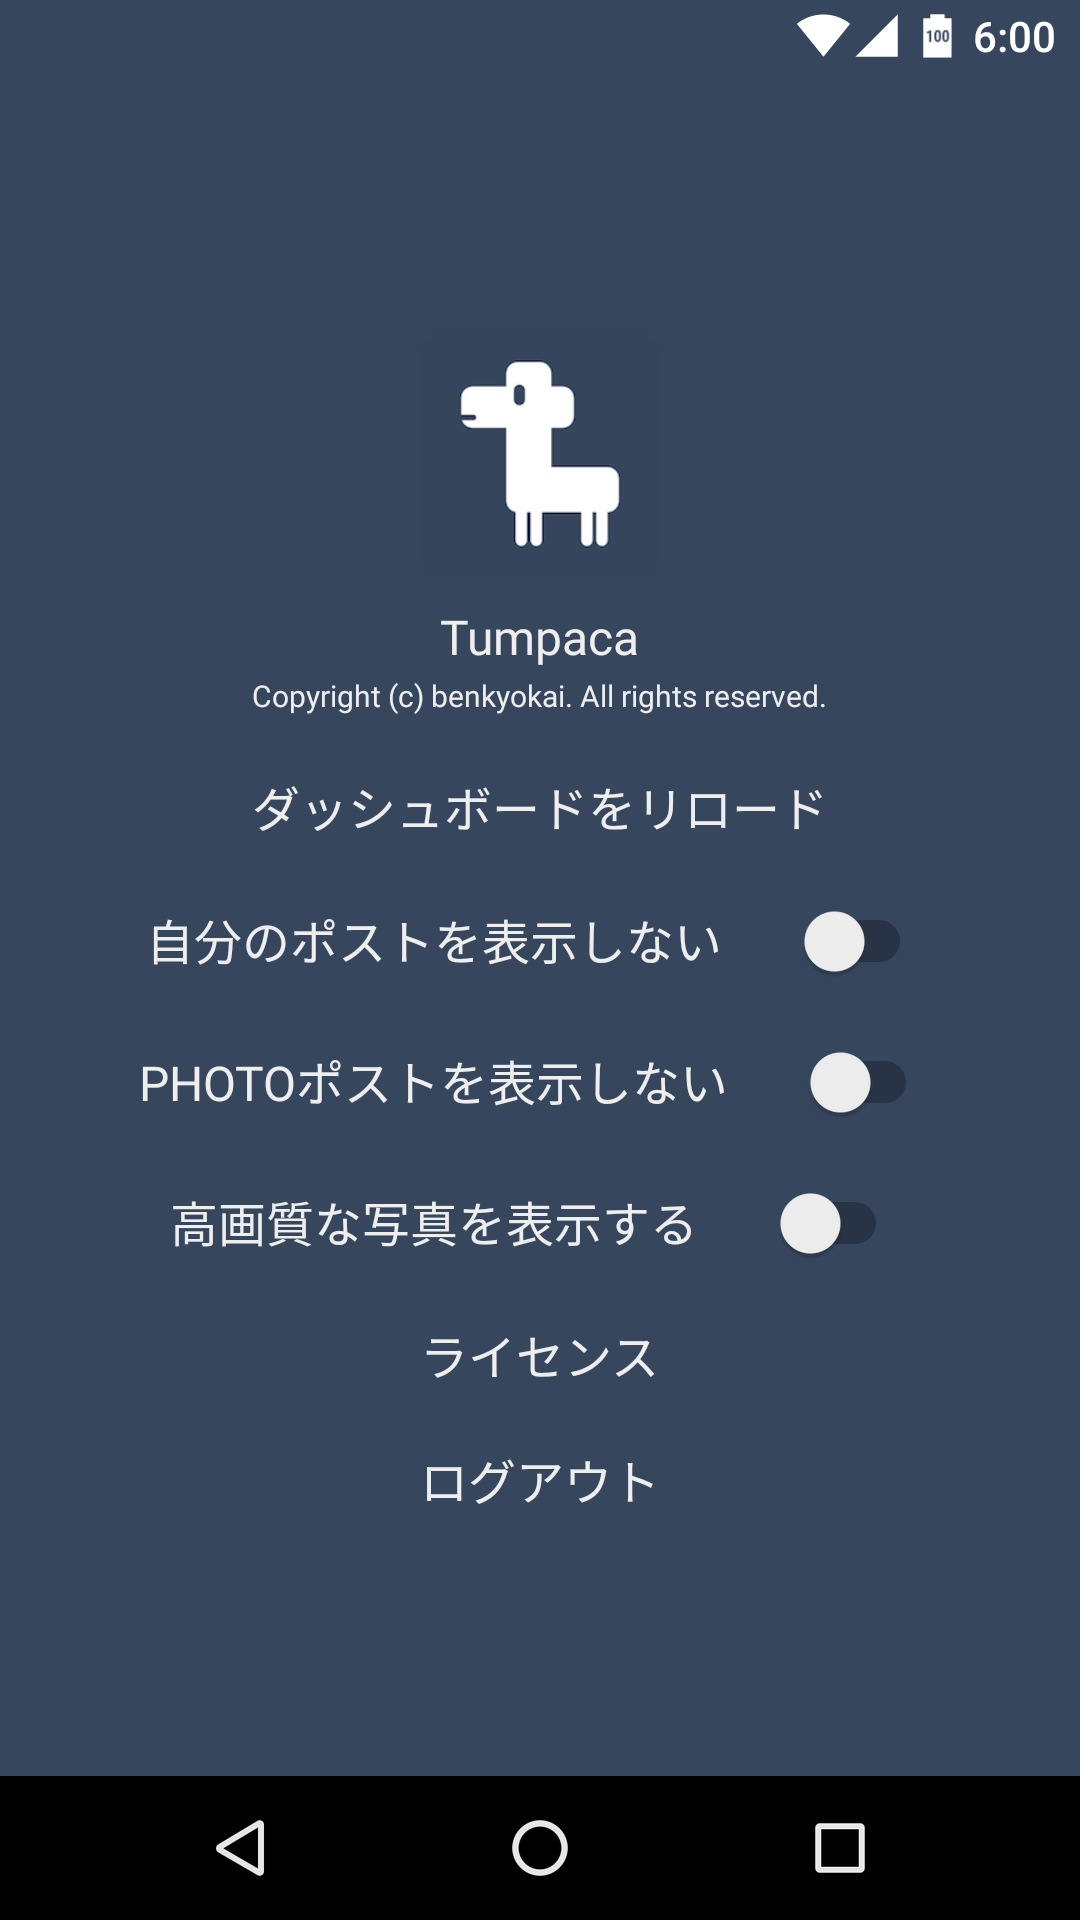 100 6:00
Tumpaca
Copyright (c) benkyokai. All rights reserved.
ダッシュボードをリロード
自分のポストを表示しない
PHOTOポストを表示しない
高画質な写真を表示する
ライセンス
ログアウト